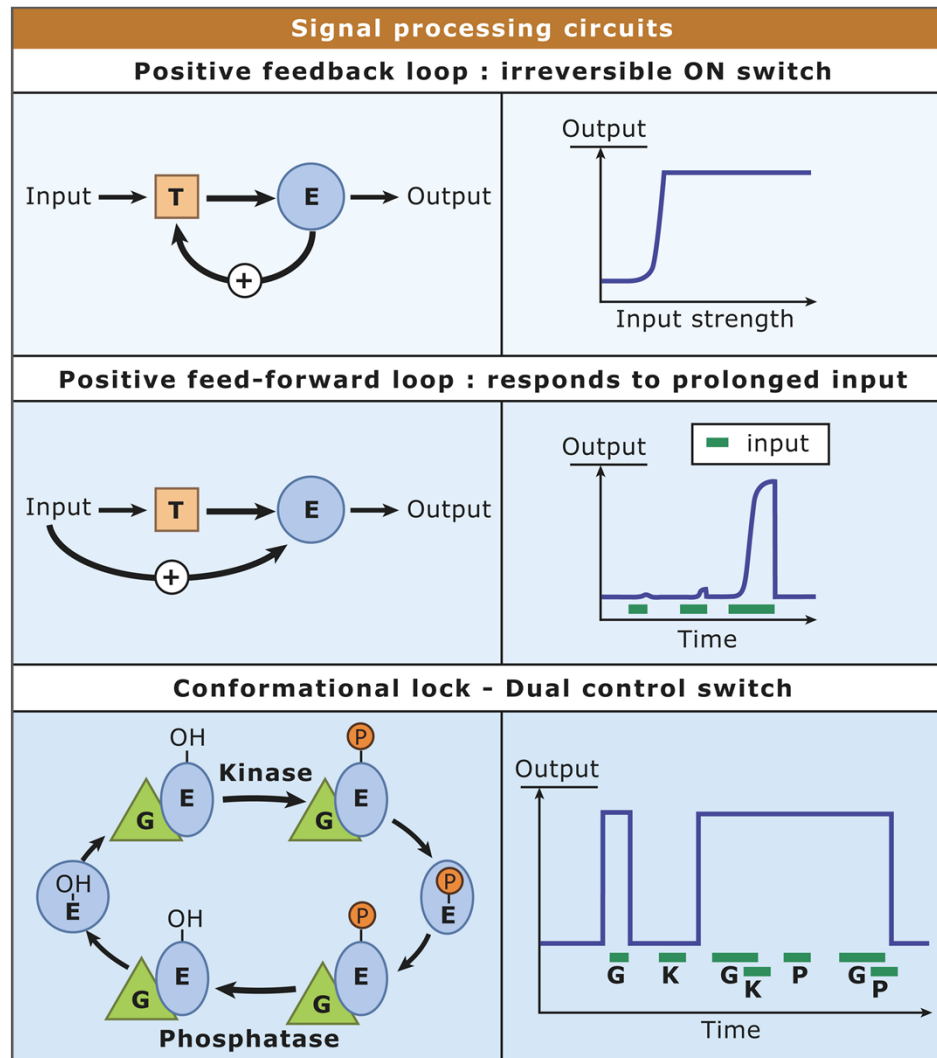 Signal processing circuits
Positive feedback loop : irreversible ON switch
Input T E Output
+
Output
Input strength
Positive feed-forward loop : responds to prolonged input
Input T E Output
+
Output
input
Time
Conformational lock - Dual control switch
OH P
Kinase
G E G E
OH
E
P
E
OH P
G E G E
Phosphatase
Output
G K G K P G P
Time